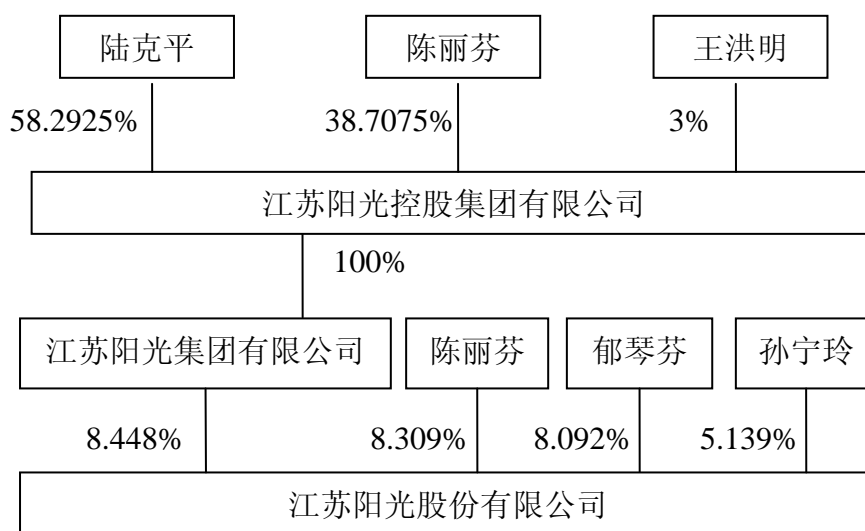 陆克平 陈丽芬 王洪明
58.2925% 38.7075% 3%
江苏阳光控股集团有限公司
100%
江苏阳光集团有限公司 陈丽芬 郁琴芬 孙宁玲
8.448% 8.309% 8.092% 5.139%
江苏阳光股份有限公司